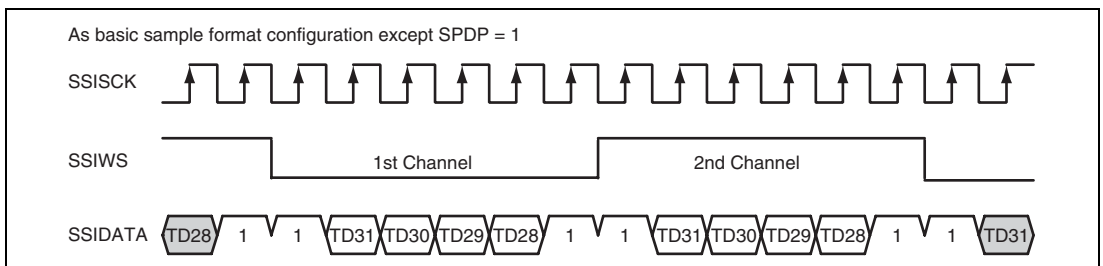 As basic sample format configuration except SPDP = 1
SSISCK
SSIWS 1st Channel 2nd Channel
SSIDATA TD28 1 1 TD31 TD30 TD29 TD28 1 1 TD31 TD30 TD29 TD28 1 1 TD31